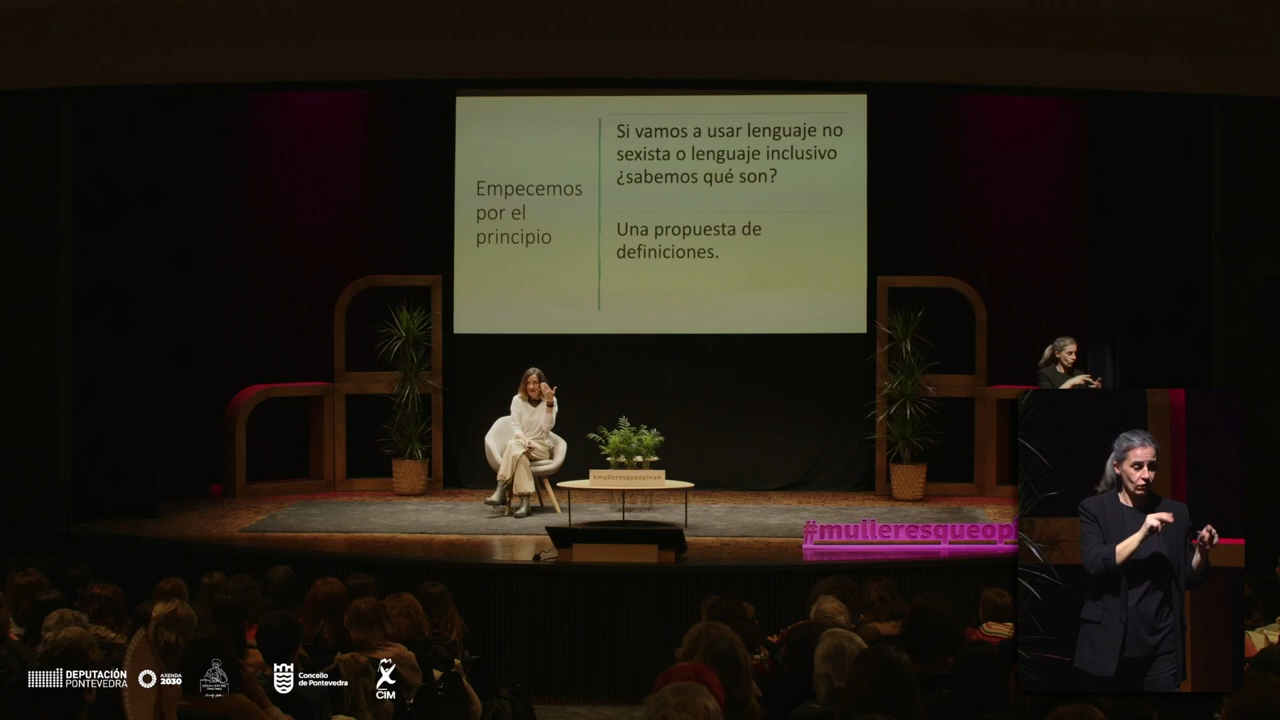 Empecemos
por el
principio
Si vamos a usar lenguaje no
sexista o lenguaje inclusivo
¿sabemos qué son?
Una propuesta de
definiciones.
#mulleresqueopinan
#mulleresqueopi
DEPUTACIÓN
PONTEVEDRA
AXENDA
2030
Concello
de Pontevedra
CIM